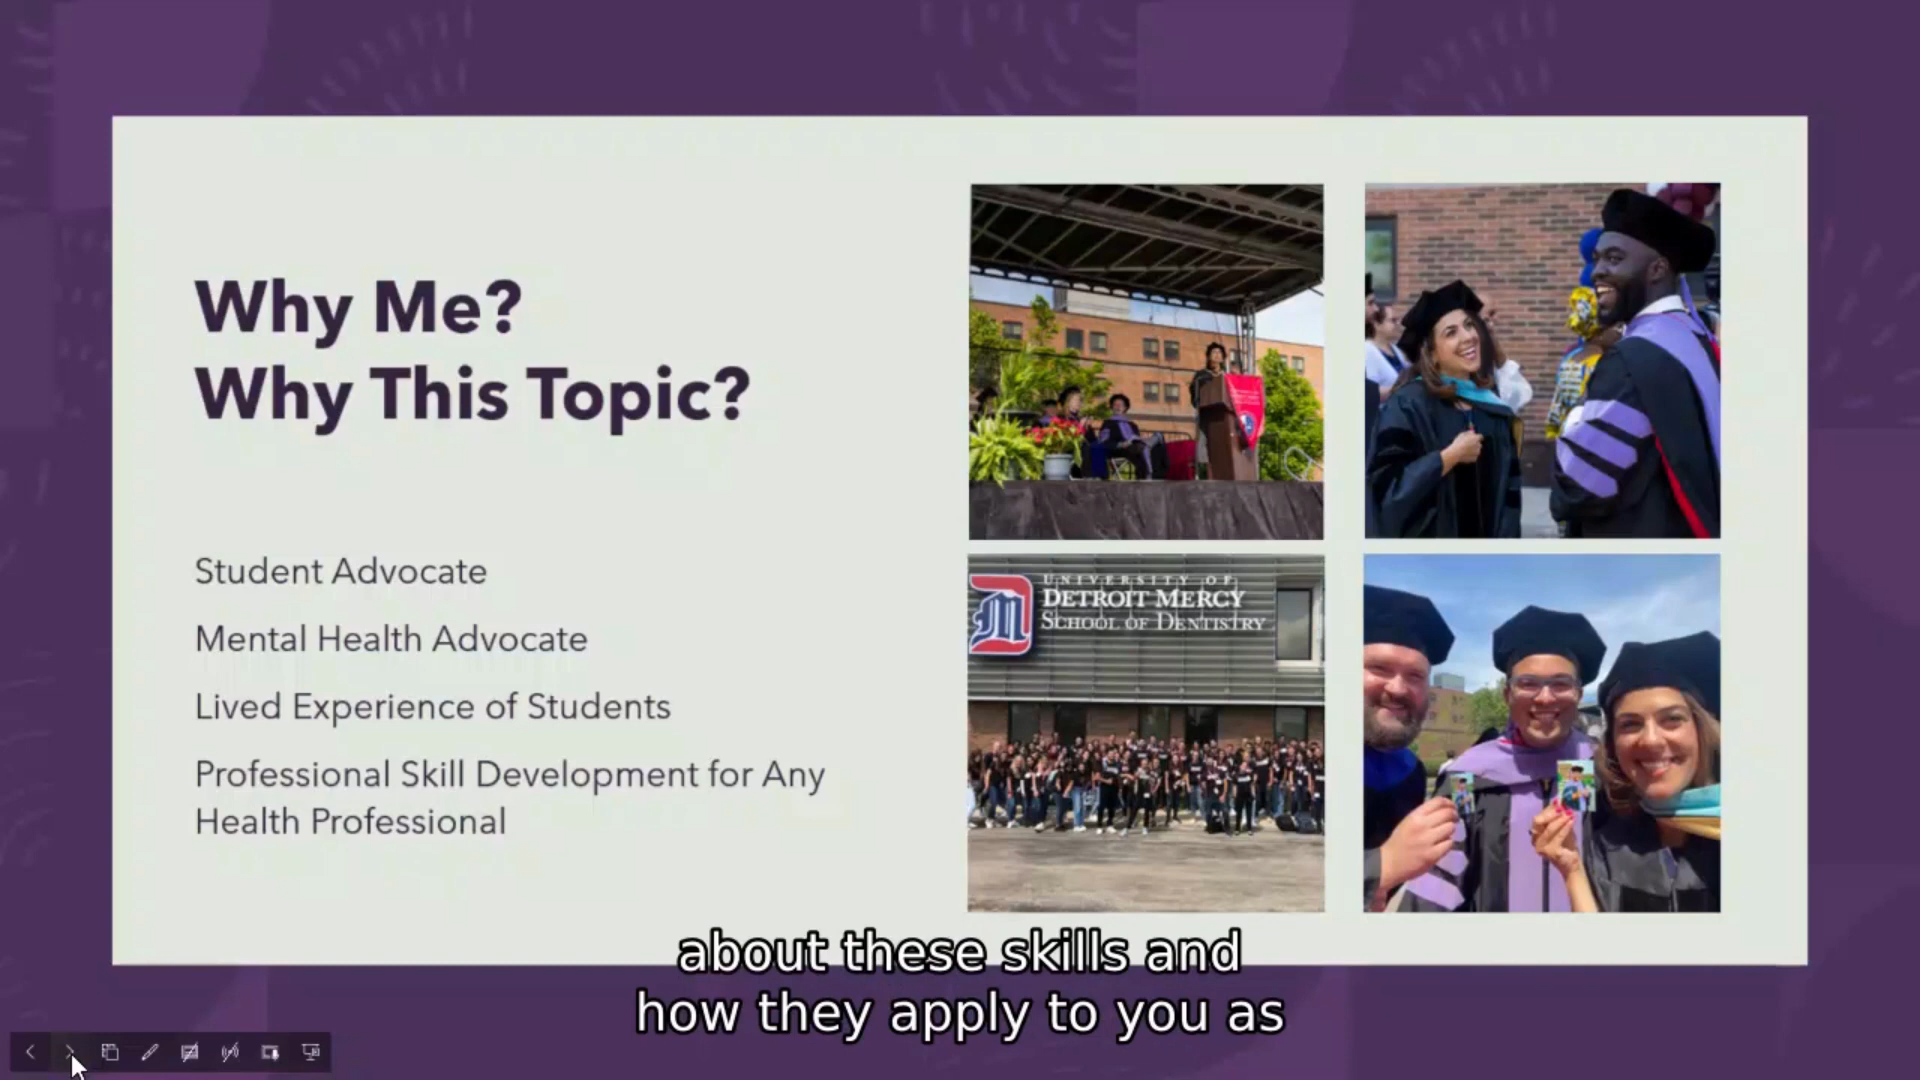 Why Me?
Why This Topic?
Student Advocate
Mental Health Advocate
Lived Experience of Students
Professional Skill Development for Any
Health Professional
UNIVERSITY OF
DETROIT MERCY
SCHOOL OF DENTISTRY
about these skills and
how they apply to you as